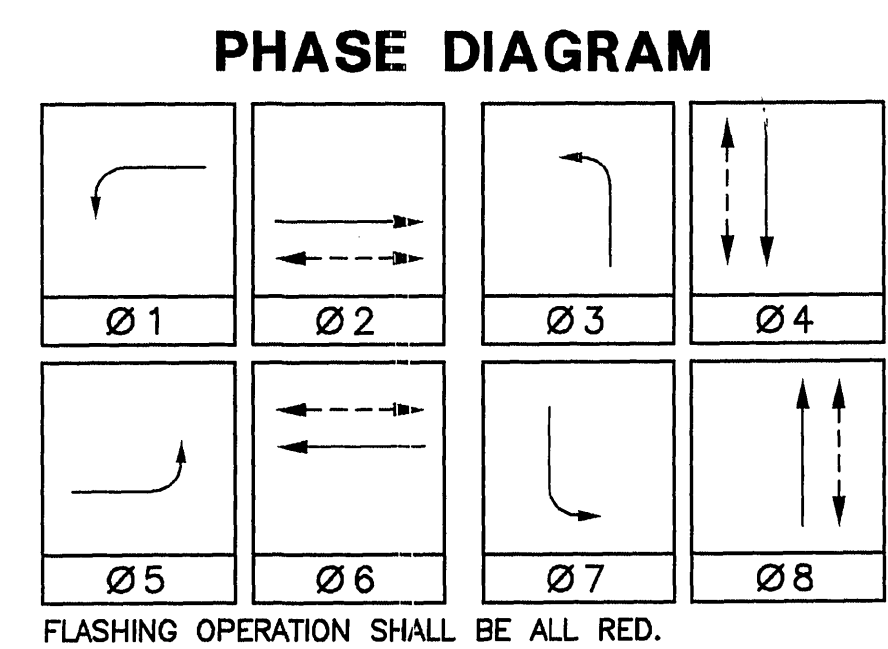 PHASE DIAGRAM
Ø1 Ø2 Ø3 Ø4
Ø5 Ø6 Ø7 Ø8
FLASHING OPERATION SHALL BE ALL RED.